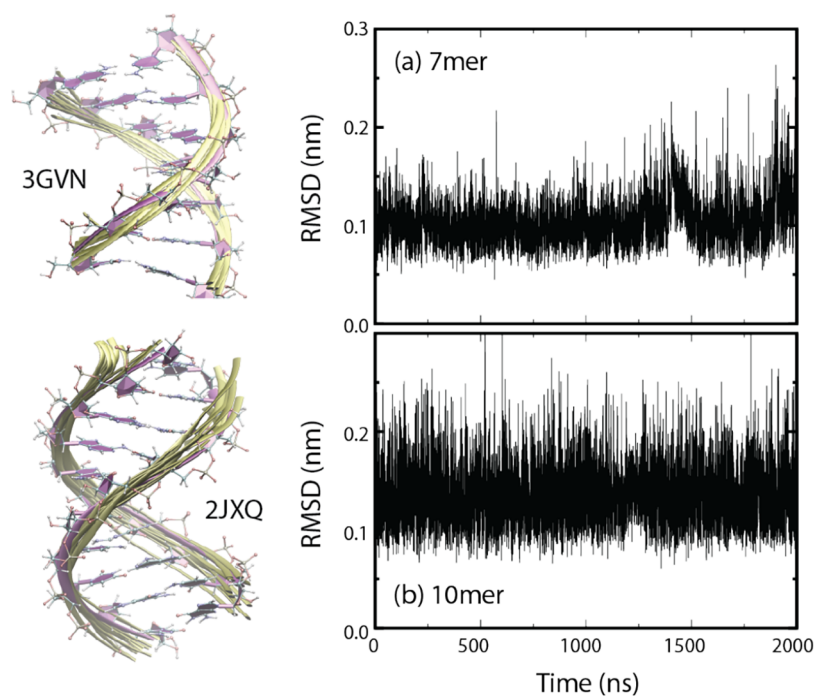 3GVN
2JXQ
(a) 7mer
RMSD (nm)
0.3
0.2
0.1
0.0
(b) 10mer
RMSD (nm)
0.2
0.1
0.0
0 500 1000 1500 2000
Time (ns)